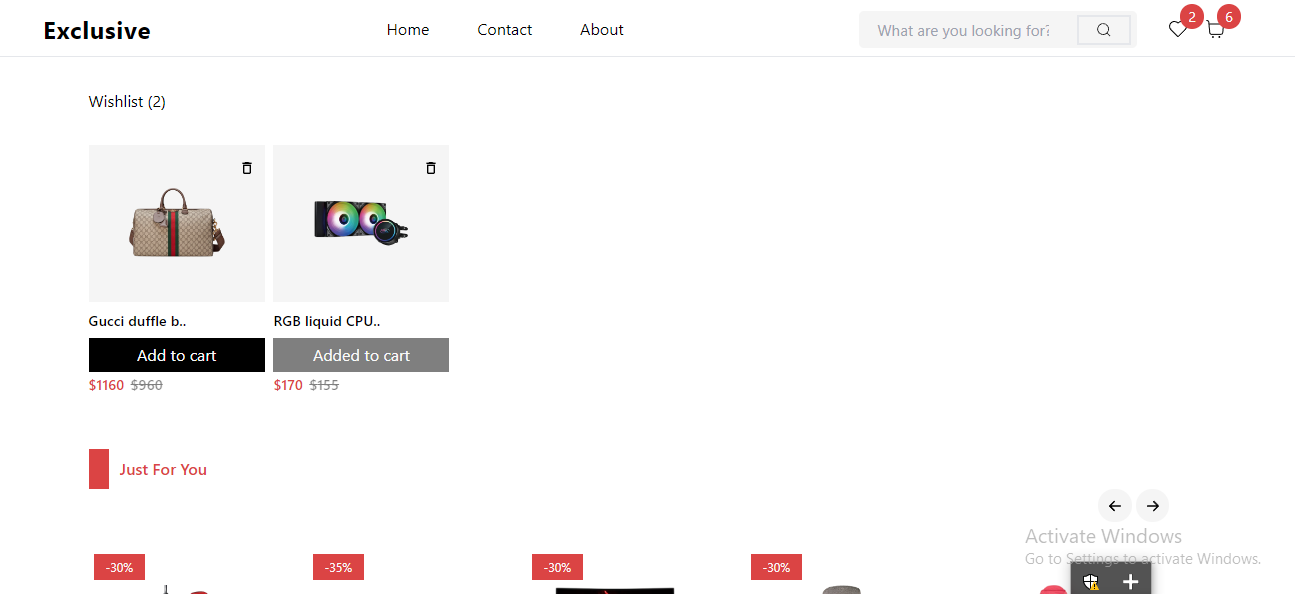 Exclusive
Home
Contact
About
What are you looking for?
2
6
Wishlist (2)
Gucci duffle b..
RGB liquid CPU..
Add to cart
Added to cart
$1160 $960
$170 $155
Just For You
Activate Windows
Go to Settings to activate Windows.
-30%
-35%
-30%
-30%